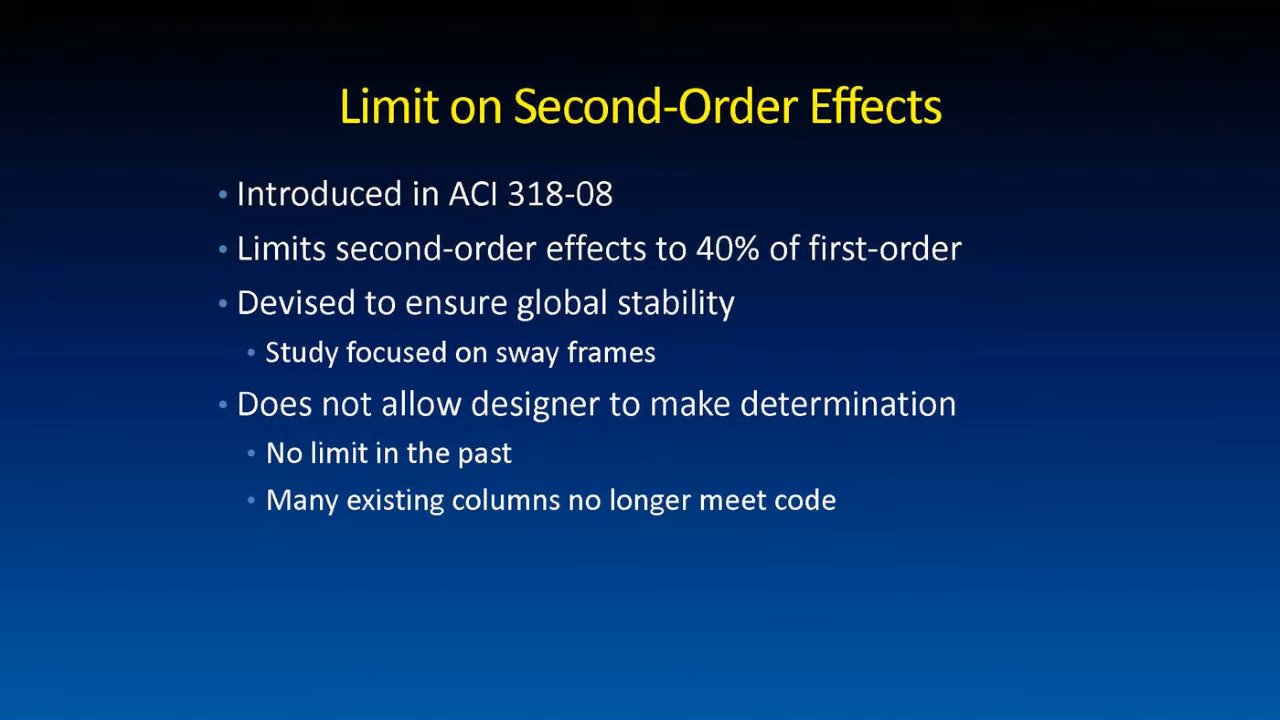 Limit on Second-Order Effects
• Introduced in ACI 318-08
• Limits second-order effects to 40% of first-order
• Devised to ensure global stability
• Study focused on sway frames
• Does not allow designer to make determination
• No limit in the past
• Many existing columns no longer meet code